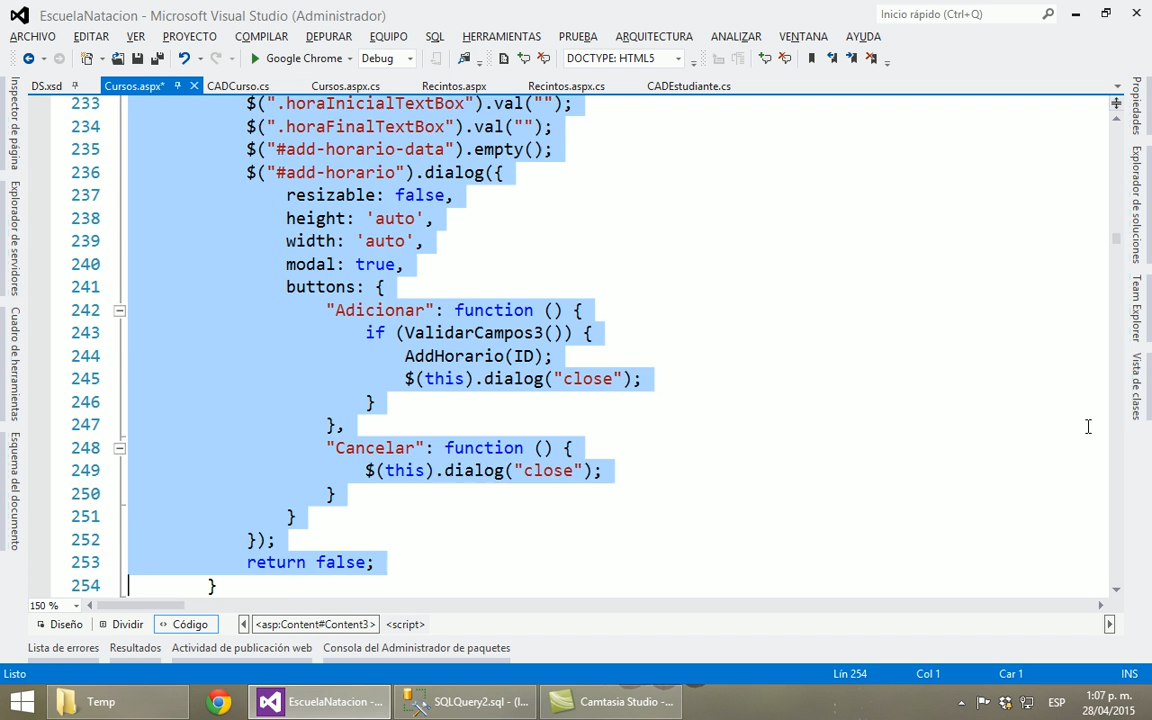 EscuelaNatacion - Microsoft Visual Studio (Administrador)
Inicio rápido (Ctrl+Q)
ARCHIVO EDITAR VER PROYECTO COMPILAR DEPURAR EQUIPO SQL HERRAMIENTAS PRUEBA ARQUITECTURA ANALIZAR VENTANA AYUDA
Google Chrome Debug DOCTYPE: HTML5
DS.xsd Cursos.aspx* CADCurso.cs Cursos.aspx.cs Recintos.aspx Recintos.aspx.cs CADEstudiante.cs
Inspector de página
Explorador de servidores
Cuadro de herramientas
Esquema del documento
233 $(".horaInicialTextBox").val("");
234 $(".horaFinalTextBox").val("");
235 $("#add-horario-data").empty();
236 $("#add-horario").dialog({
237 resizable: false,
238 height: 'auto',
239 width: 'auto',
240 modal: true,
241 buttons: {
242 "Adicionar": function () {
243 if (ValidarCampos3()) {
244 AddHorario(ID);
245 $(this).dialog("close");
246 }
247 },
248 "Cancelar": function () {
249 $(this).dialog("close");
250 }
251 }
252 });
253 return false;
254 }
Propiedades
Explorador de soluciones
Team Explorer
Vista de clases
150 %
Diseño Dividir Código <asp:Content#Content3> <script>
Lista de errores Resultados Actividad de publicación web Consola del Administrador de paquetes
Listo Lín 254 Col 1 Car 1 INS
Temp EscuelaNatacion -... SQLQuery2.sql - (l... Camtasia Studio -... ESP
1:07 p. m.
28/04/2015